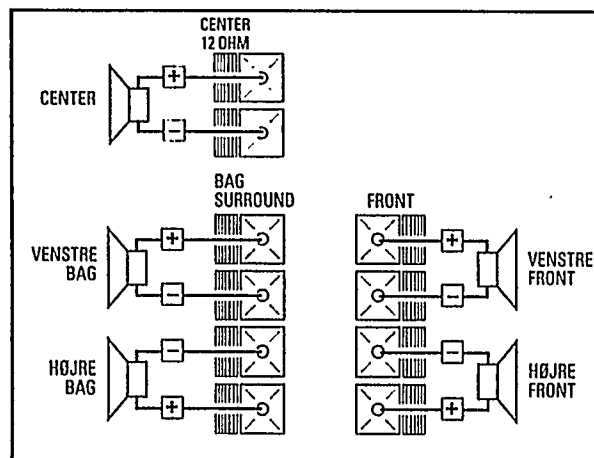 CENTER
12 OHM
CENTER
+
−
BAG
SURROUND
FRONT
VENSTRE
BAG
+
−
+
−
VENSTRE
FRONT
HØJRE
BAG
−
+
−
+
HØJRE
FRONT